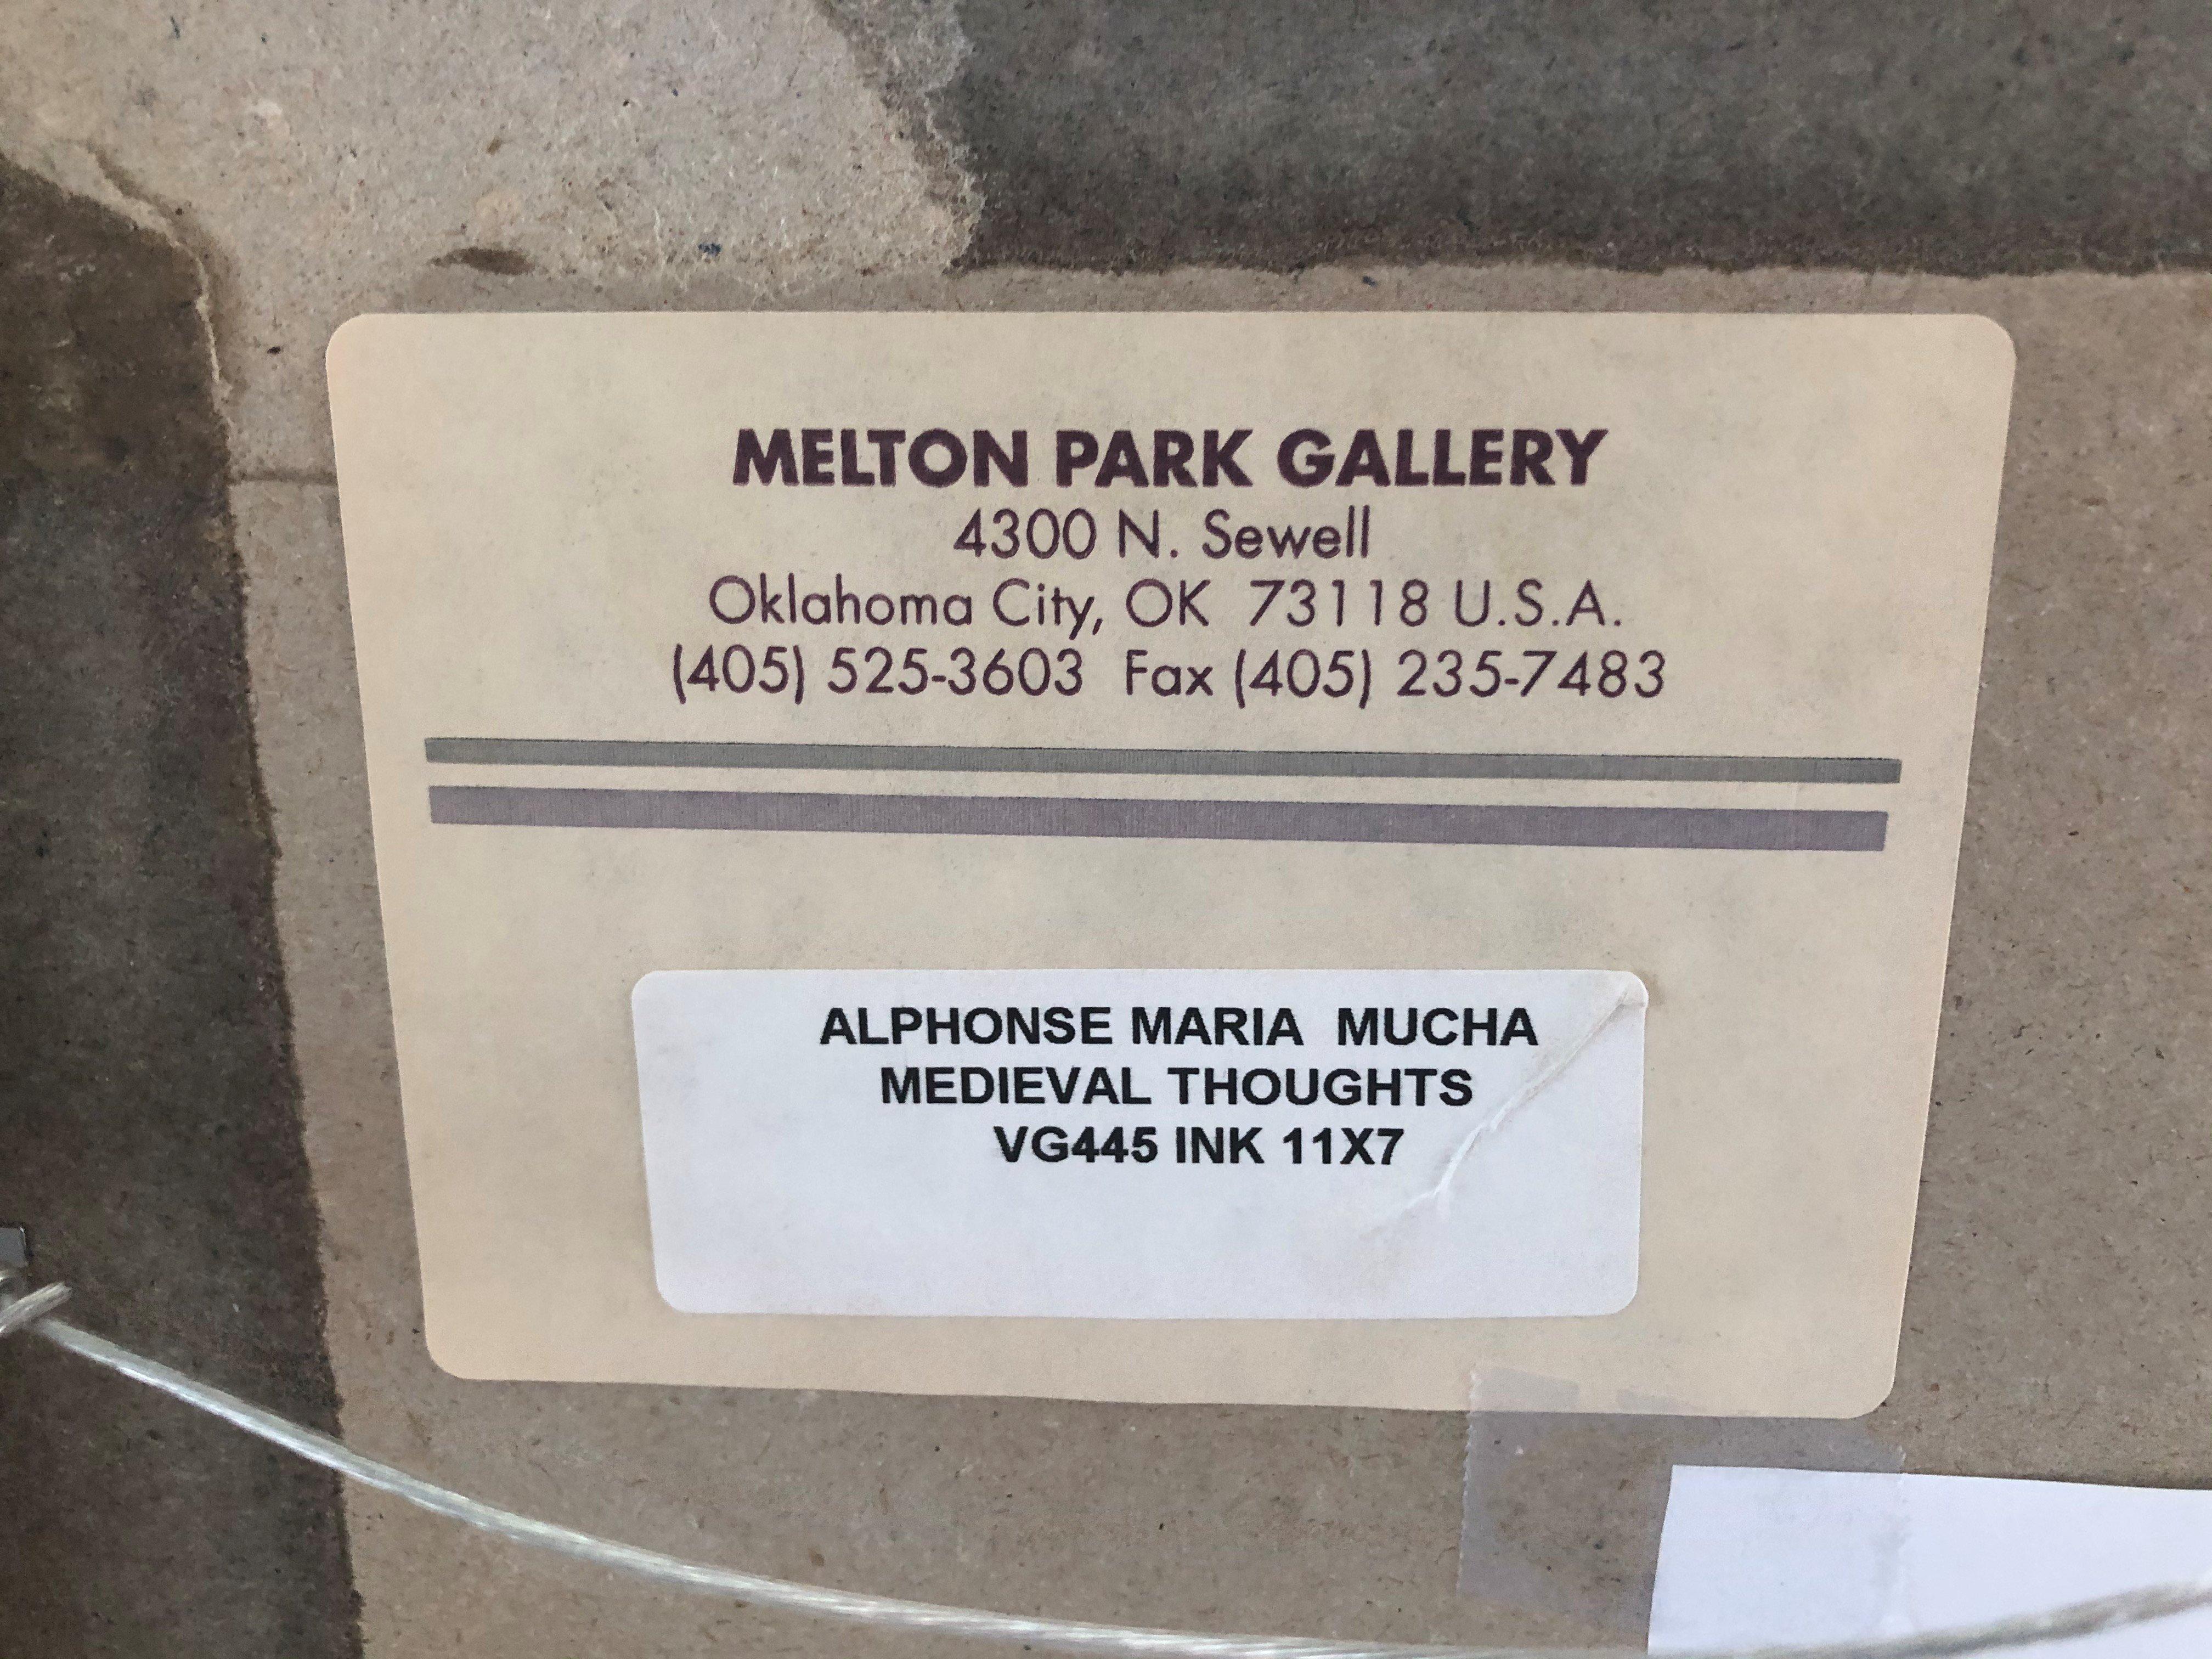 MELTON PARK GALLERY
4300 N. Sewell
Oklahoma City, OK 73118 U.S.A.
(405) 525-3603 Fax (405) 235-7483
ALPHONSE MARIA MUCHA
MEDIEVAL THOUGHTS
VG445 INK 11X7